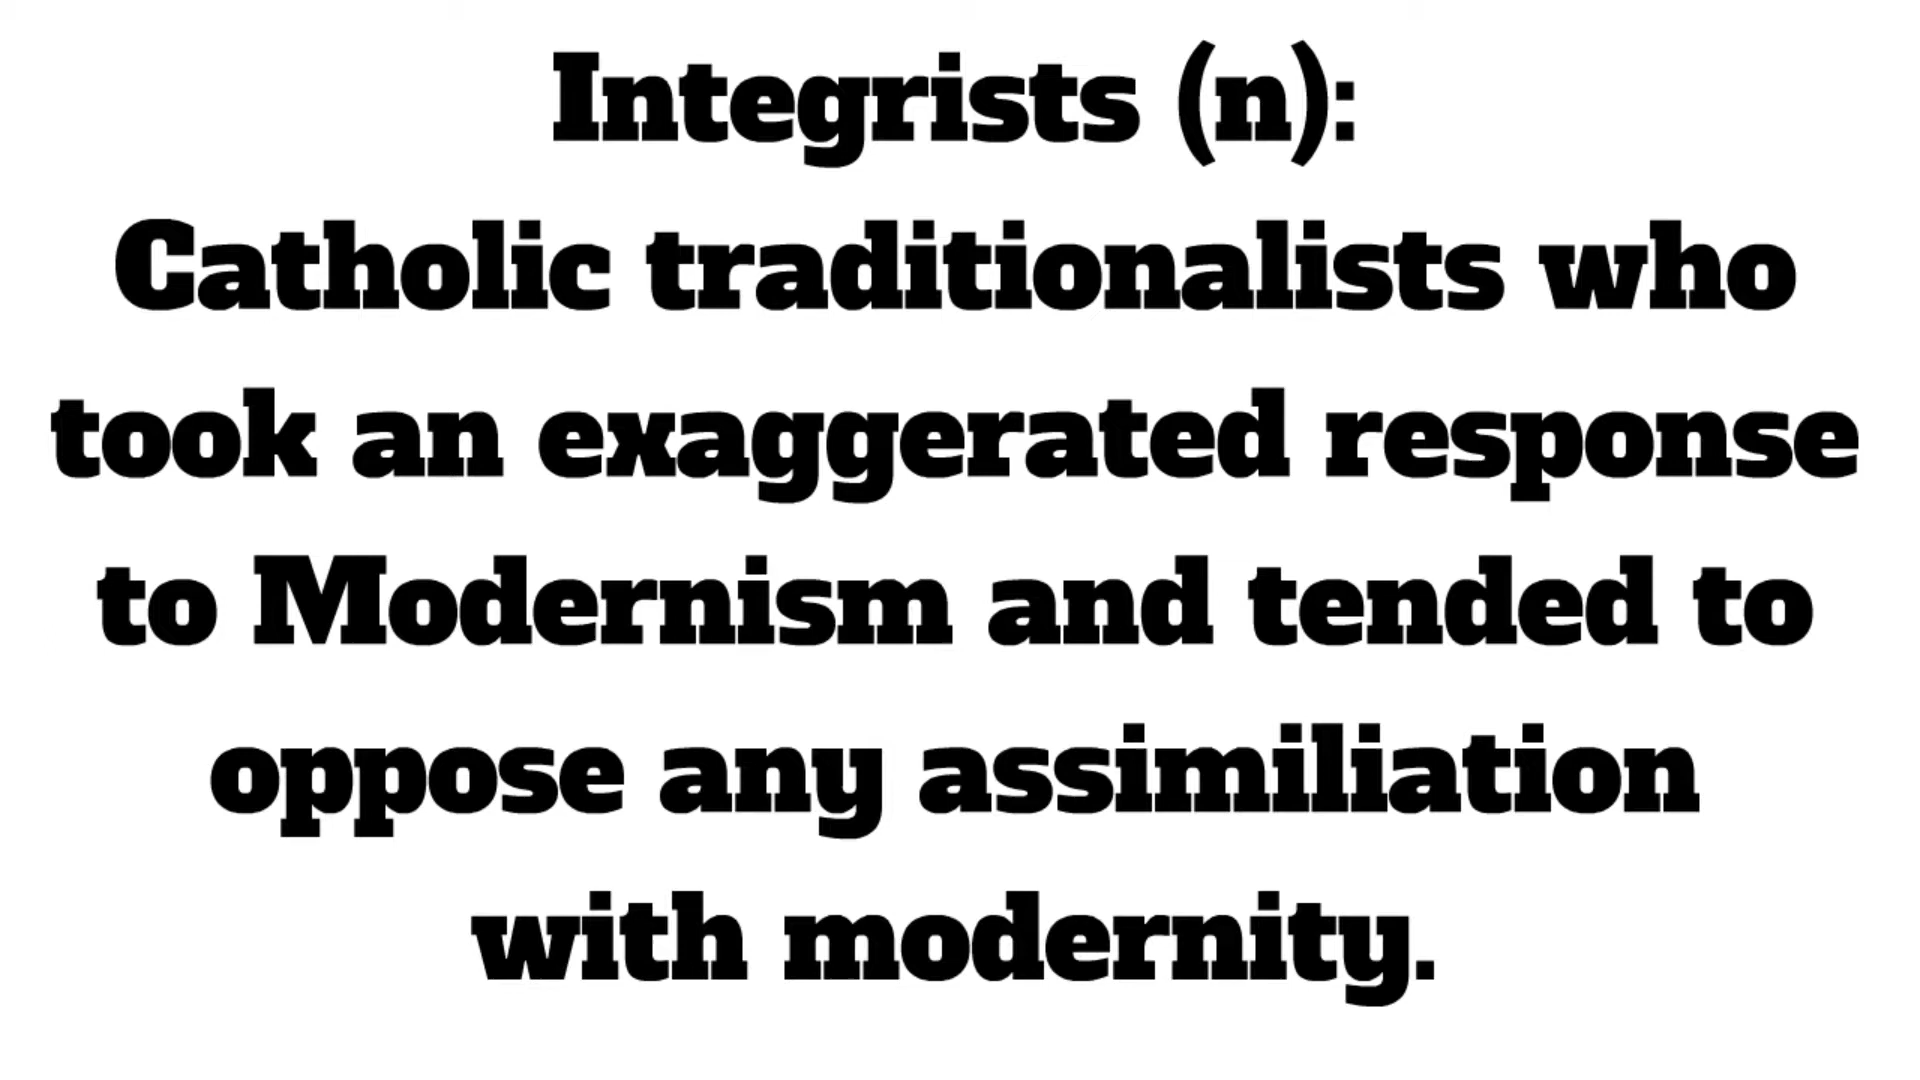 Integrists (n):
Catholic traditionalists who
took an exaggerated response
to Modernism and tended to
oppose any assimiliation
with modernity.